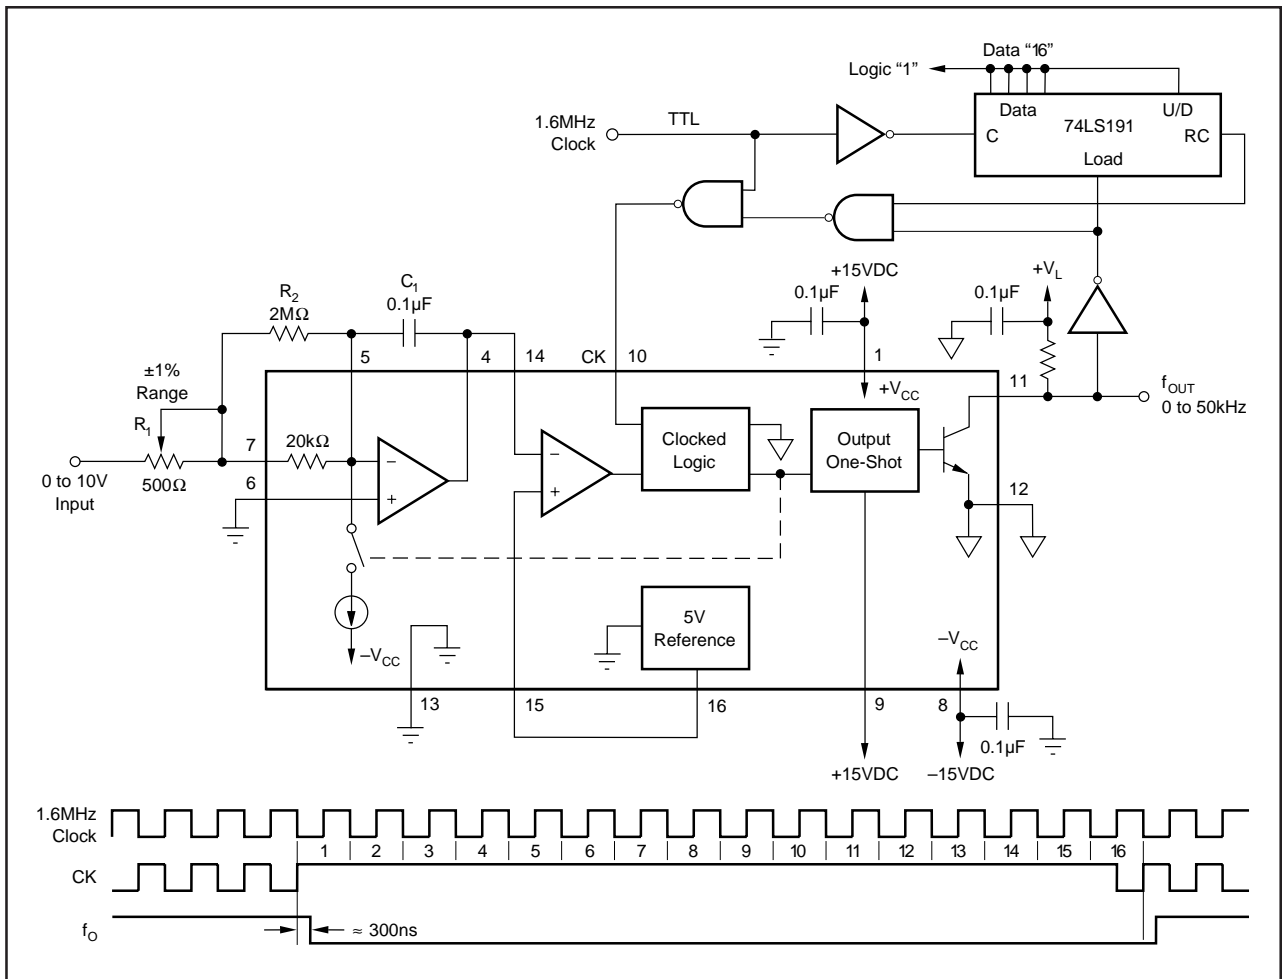 Data “16”
Logic “1”
Data
U/D
74LS191
C
RC
Load
1.6MHz
Clock
TTL
+15VDC
0.1µF
+V_L
0.1µF
R_2
2MΩ
C_1
0.1µF
5
4
14
CK
10
1
±1%
Range
R_1
500Ω
0 to 10V
Input
7
6
20kΩ
−
+
−
+
Clocked
Logic
+V_CC
Output
One-Shot
11
f_OUT
0 to 50kHz
12
–V_CC
5V
Reference
–V_CC
13
15
16
9
8
0.1µF
+15VDC
–15VDC
1.6MHz
Clock
1 2 3 4 5 6 7 8 9 10 11 12 13 14 15 16
CK
f_O
≈ 300ns